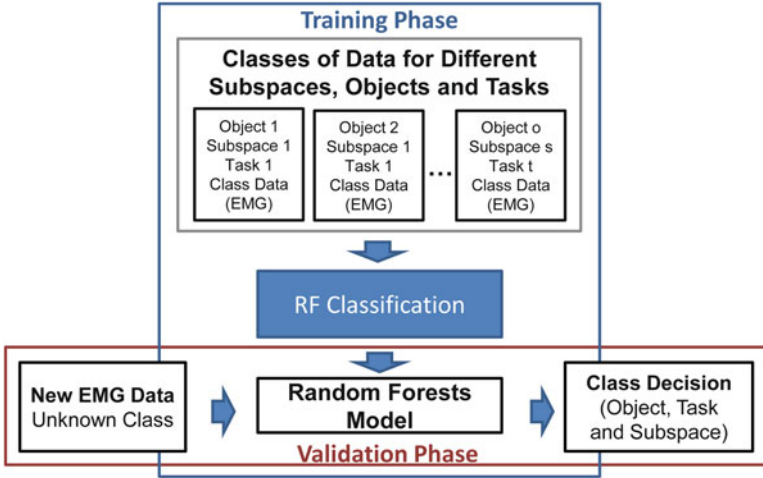 Training Phase
Classes of Data for Different
Subspaces, Objects and Tasks
Object 1
Subspace 1
Task 1
Class Data
(EMG)
Object 2
Subspace 1
Task 1
Class Data
(EMG)
...
Object o
Subspace s
Task t
Class Data
(EMG)
RF Classification
New EMG Data
Unknown Class
Random Forests
Model
Class Decision
(Object, Task
and Subspace)
Validation Phase